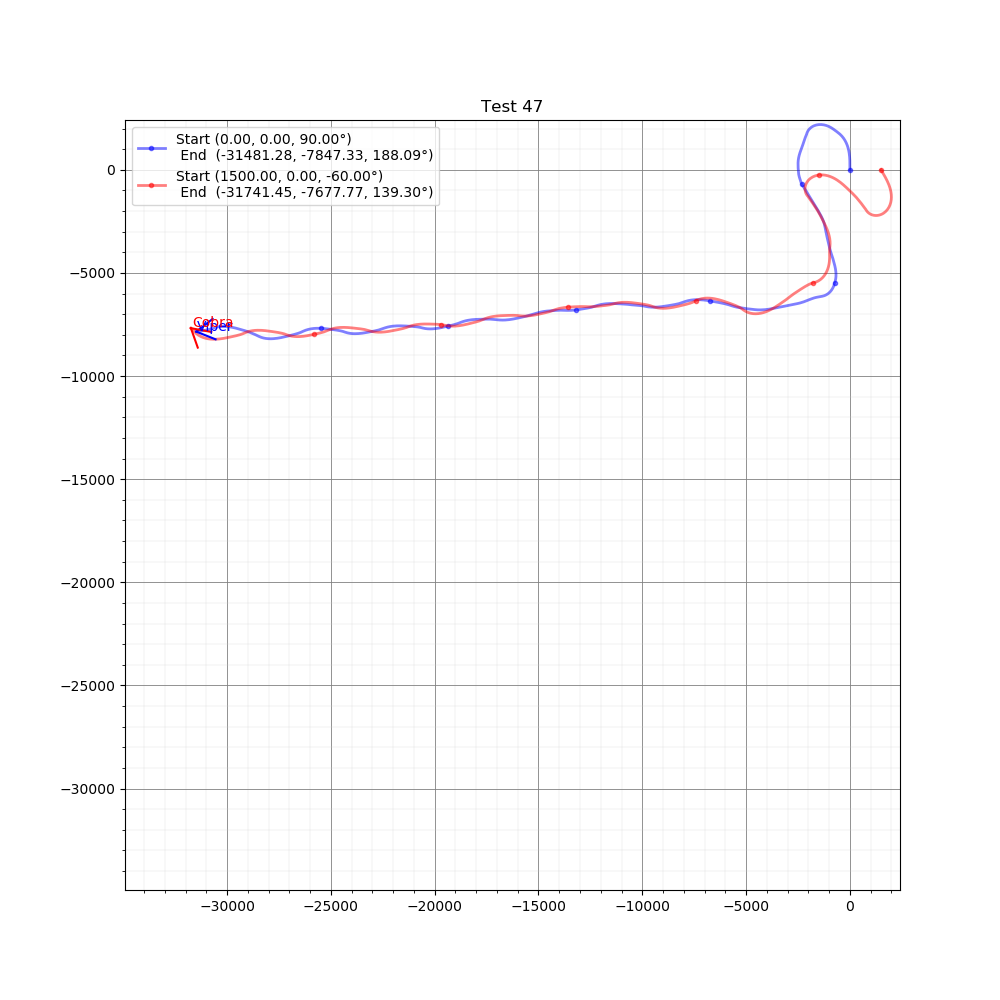 Test 47
Start (0.00, 0.00, 90.00°)
End (-31481.28, -7847.33, 188.09°)
Start (1500.00, 0.00, -60.00°)
End (-31741.45, -7677.77, 139.30°)
0
−5000
−10000
−15000
−20000
−25000
−30000
Cobra
Viper
−30000 −25000 −20000 −15000 −10000 −5000 0